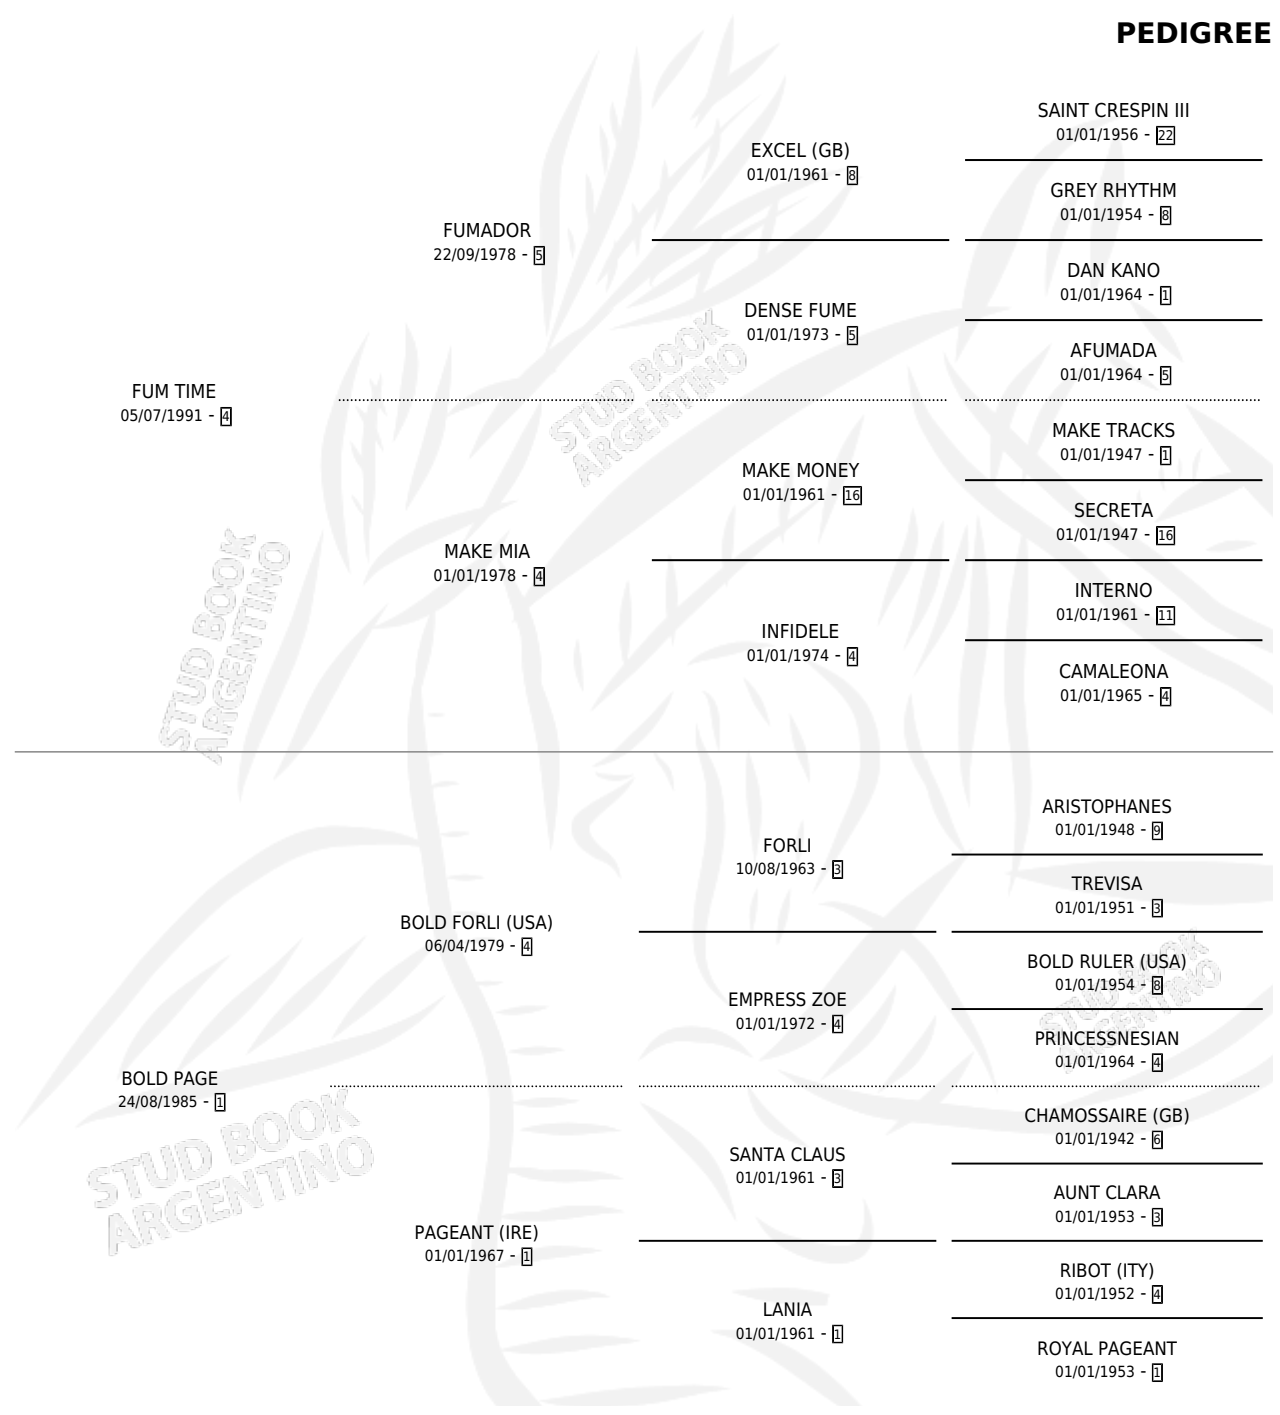 PEDIGREE
SAINT CRESPIN III
01/01/1956 - 22
EXCEL (GB)
01/01/1961 - 8
GREY RHYTHM
01/01/1954 - 8
FUMADOR
22/09/1978 - 5
DAN KANO
01/01/1964 - 1
DENSE FUME
01/01/1973 - 5
AFUMADA
01/01/1964 - 5
FUM TIME
05/07/1991 - 4
MAKE TRACKS
01/01/1947 - 1
MAKE MONEY
01/01/1961 - 16
SECRETA
01/01/1947 - 16
MAKE MIA
01/01/1978 - 4
INTERNO
01/01/1961 - 11
INFIDELE
01/01/1974 - 4
CAMALEONA
01/01/1965 - 4
ARISTOPHANES
01/01/1948 - 9
FORLI
10/08/1963 - 3
TREVISA
01/01/1951 - 3
BOLD FORLI (USA)
06/04/1979 - 4
BOLD RULER (USA)
01/01/1954 - 8
EMPRESS ZOE
01/01/1972 - 4
PRINCESSNESIAN
01/01/1964 - 4
BOLD PAGE
24/08/1985 - 1
CHAMOSSAIRE (GB)
01/01/1942 - 6
SANTA CLAUS
01/01/1961 - 3
AUNT CLARA
01/01/1953 - 3
PAGEANT (IRE)
01/01/1967 - 1
RIBOT (ITY)
01/01/1952 - 4
LANIA
01/01/1961 - 1
ROYAL PAGEANT
01/01/1953 - 1
STUD BOOK
ARGENTINO
STUD BOOK
ARGENTINO
STUD BOOK
ARGENTINO
STUD BOOK
ARGENTINO